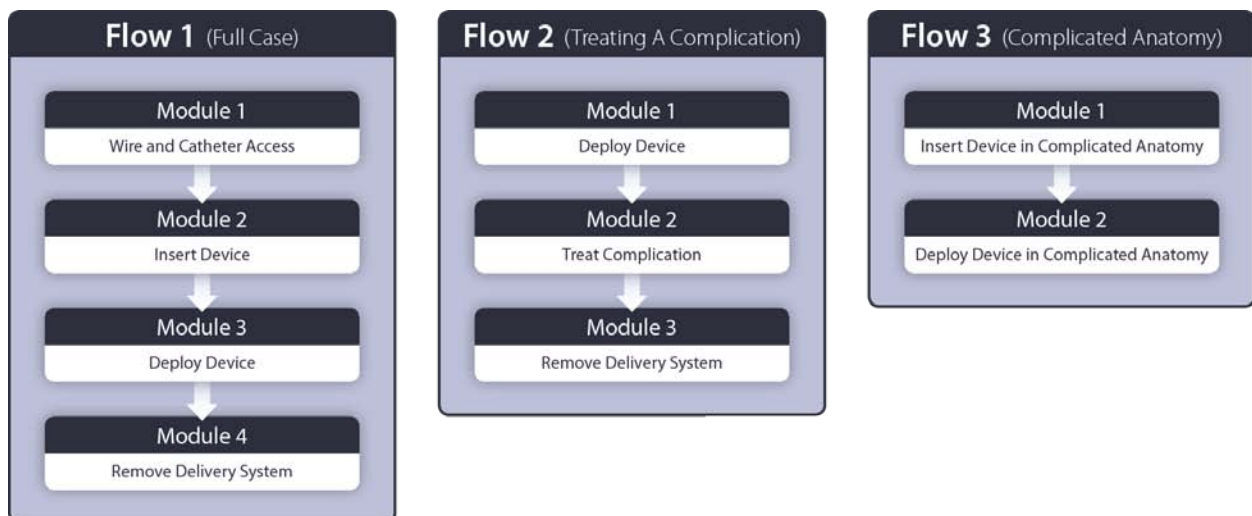 Flow 1 (Full Case)
Module 1
Wire and Catheter Access
Module 2
Insert Device
Module 3
Deploy Device
Module 4
Remove Delivery System
Flow 2 (Treating A Complication)
Module 1
Deploy Device
Module 2
Treat Complication
Module 3
Remove Delivery System
Flow 3 (Complicated Anatomy)
Module 1
Insert Device in Complicated Anatomy
Module 2
Deploy Device in Complicated Anatomy